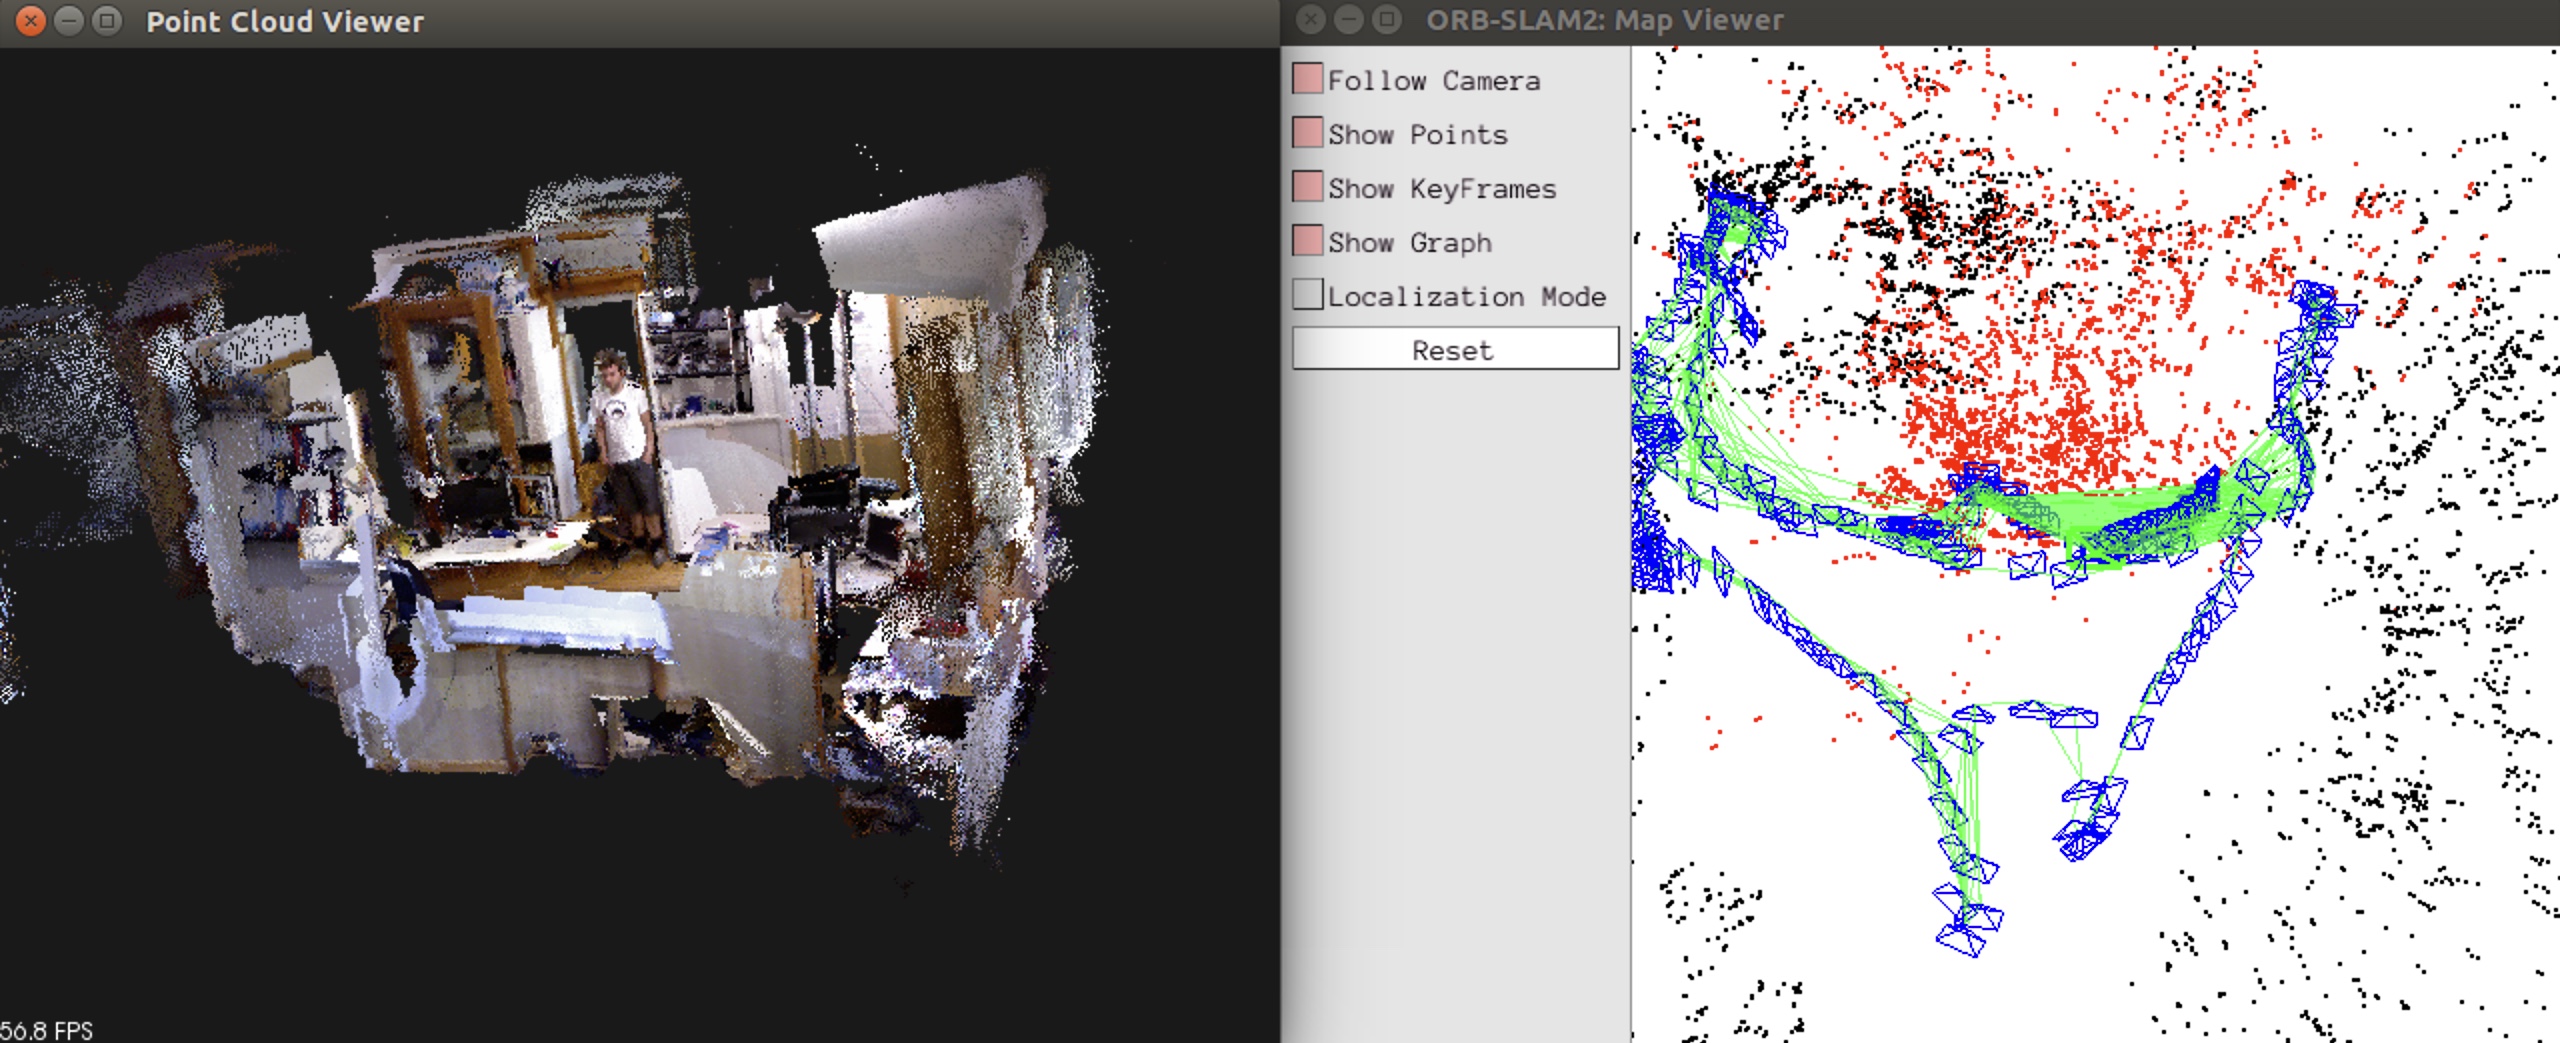 Point Cloud Viewer
56.8 FPS
ORB-SLAM2: Map Viewer
Follow Camera
Show Points
Show KeyFrames
Show Graph
Localization Mode
Reset